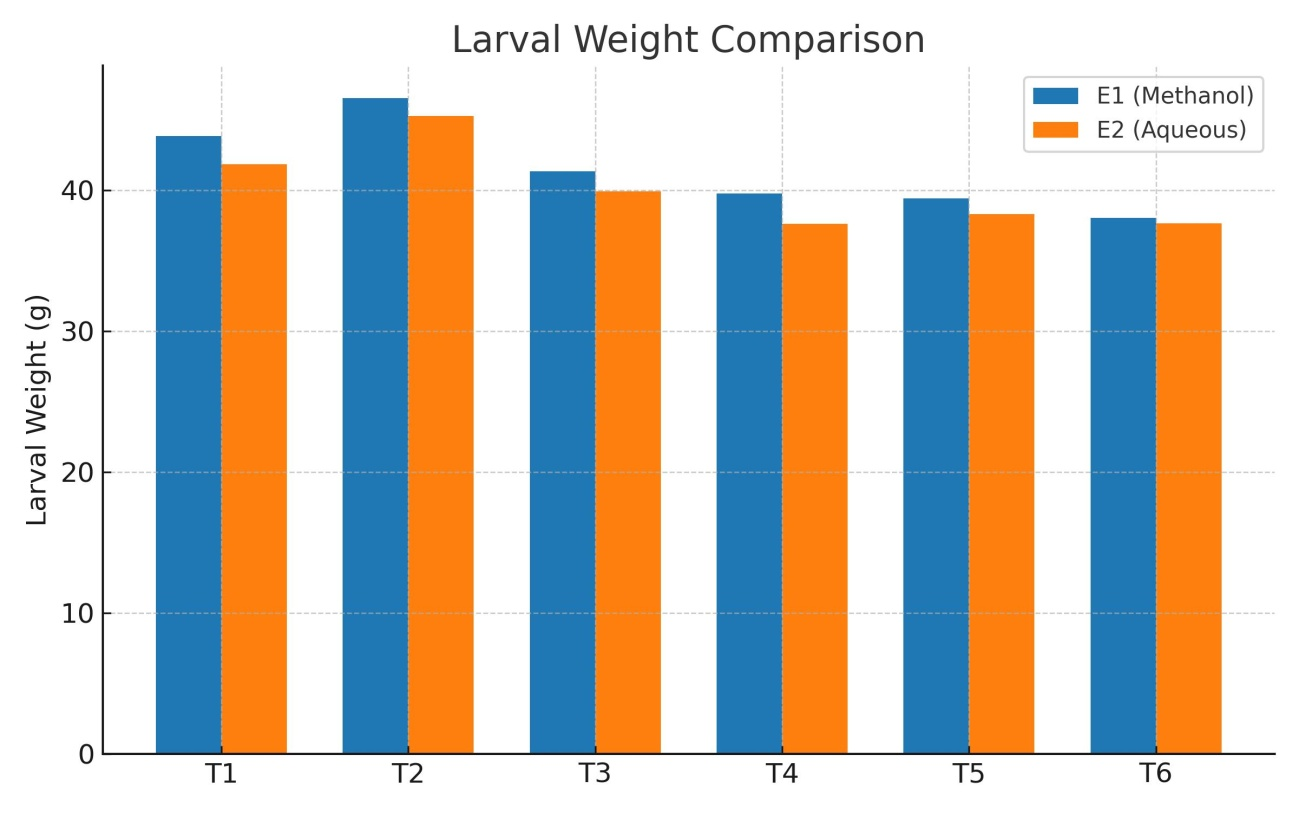 Larval Weight Comparison
E1 (Methanol)
E2 (Aqueous)
Larval Weight (g)
40
30
20
10
0
T1 T2 T3 T4 T5 T6